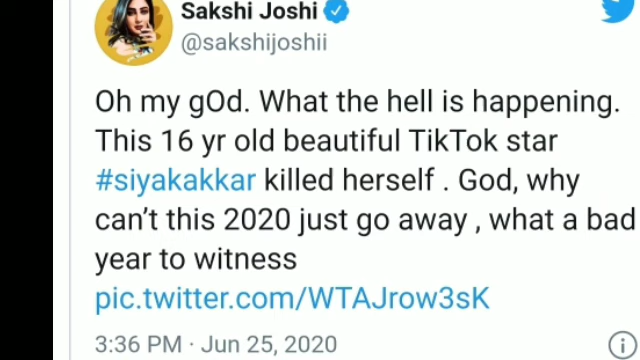 Sakshi Joshi
@sakshijoshii
Oh my gOd. What the hell is happening.
This 16 yr old beautiful TikTok star
#siyakakkar killed herself . God, why
can't this 2020 just go away , what a bad
year to witness
pic.twitter.com/WTAJrow3sK
3:36 PM · Jun 25, 2020